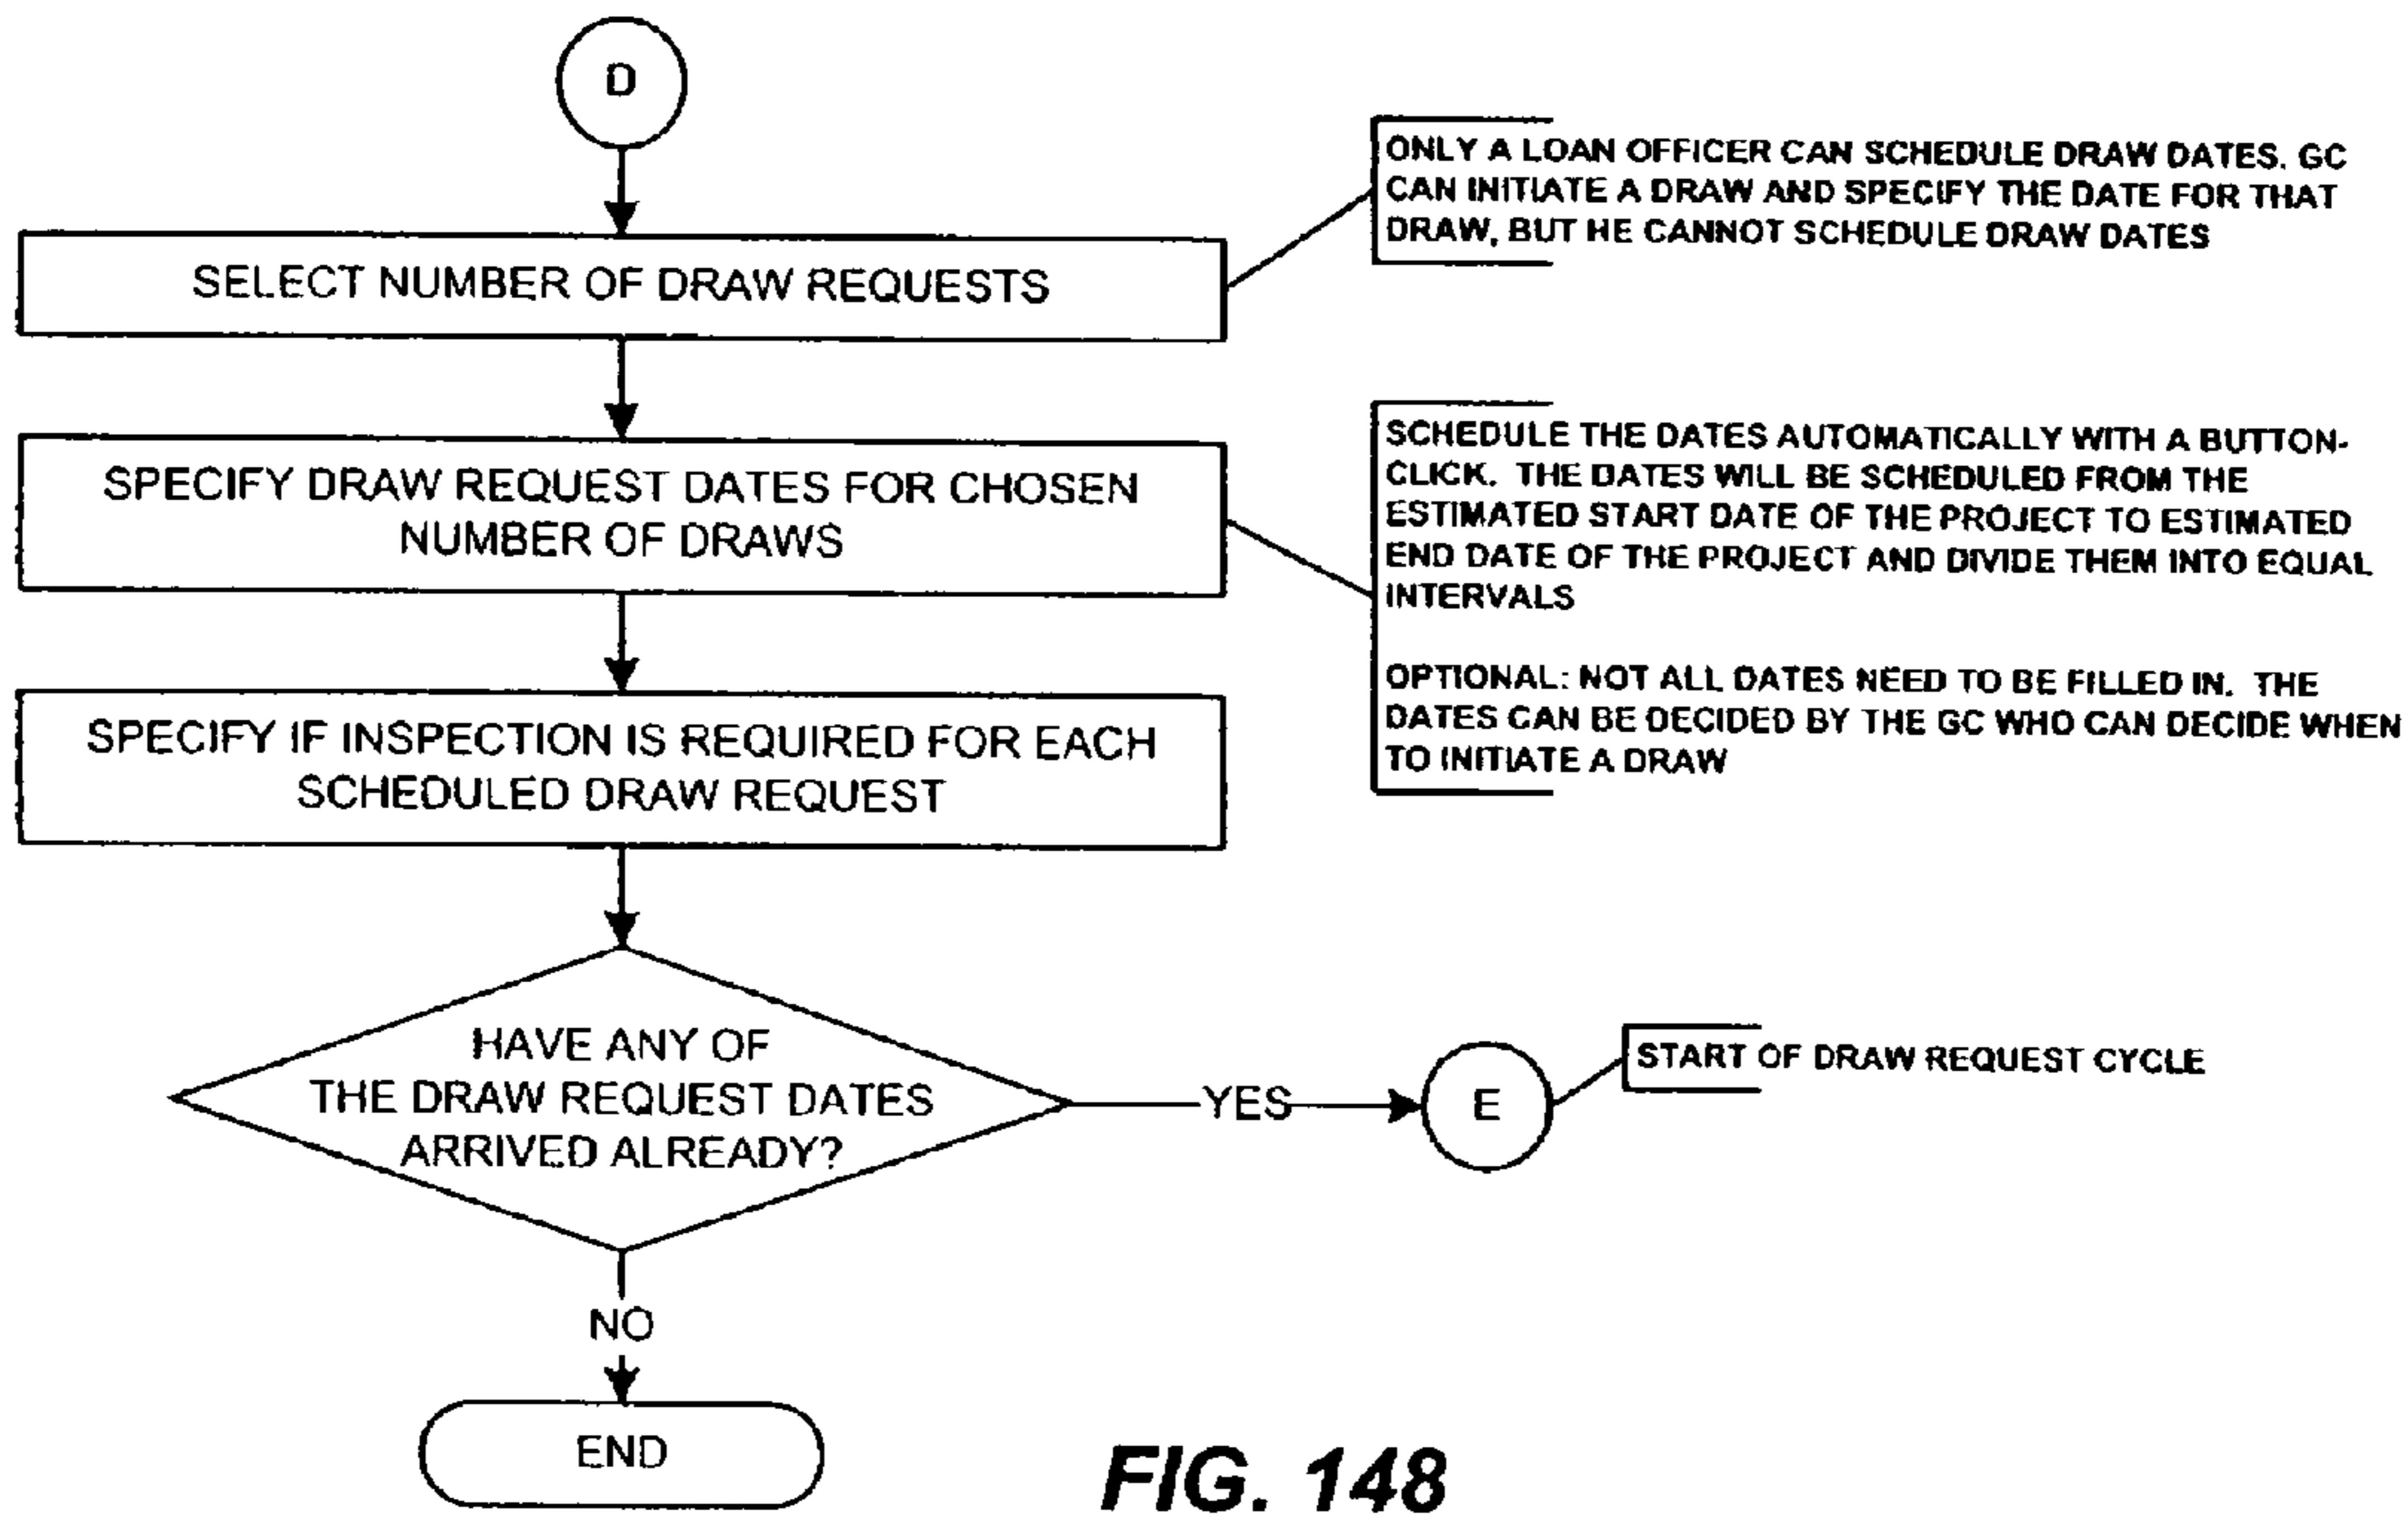 D
SELECT NUMBER OF DRAW REQUESTS
ONLY A LOAN OFFICER CAN SCHEDULE DRAW DATES. GC
CAN INITIATE A DRAW AND SPECIFY THE DATE FOR THAT
DRAW, BUT HE CANNOT SCHEDULE DRAW DATES
SPECIFY DRAW REQUEST DATES FOR CHOSEN
NUMBER OF DRAWS
SCHEDULE THE DATES AUTOMATICALLY WITH A BUTTON-
CLICK. THE DATES WILL BE SCHEDULED FROM THE
ESTIMATED START DATE OF THE PROJECT TO ESTIMATED
END DATE OF THE PROJECT AND DIVIDE THEM INTO EQUAL
INTERVALS
OPTIONAL: NOT ALL DATES NEED TO BE FILLED IN. THE
DATES CAN BE DECIDED BY THE GC WHO CAN DECIDE WHEN
TO INITIATE A DRAW
SPECIFY IF INSPECTION IS REQUIRED FOR EACH
SCHEDULED DRAW REQUEST
HAVE ANY OF
THE DRAW REQUEST DATES
ARRIVED ALREADY?
YES
E
START OF DRAW REQUEST CYCLE
NO
END
FIG. 148